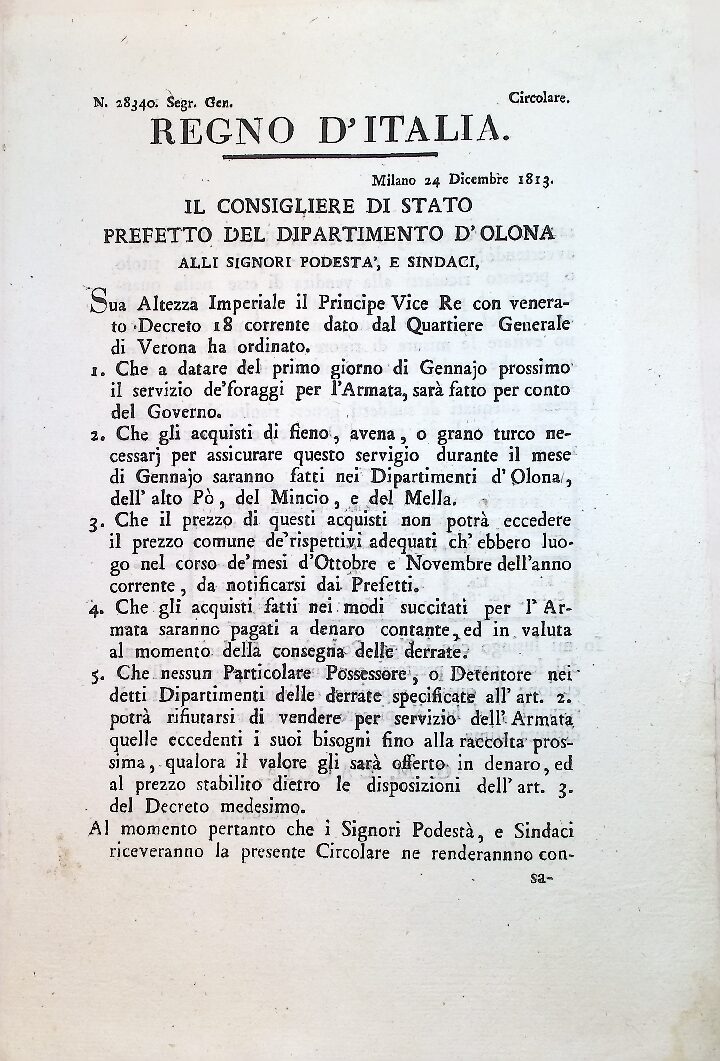 N. 28340. Segr. Gen. Circolare.
REGNO D'ITALIA.
Milano 24 Dicembre 1813.
IL CONSIGLIERE DI STATO
PREFETTO DEL DIPARTIMENTO D'OLONA
ALLI SIGNORI PODESTA', E SINDACI,
Sua Altezza Imperiale il Principe Vice Re con venera-
to Decreto 18 corrente dato dal Quartiere Generale
di Verona ha ordinato.
1. Che a datare del primo giorno di Gennajo prossimo
il servizio de'foraggi per l'Armata, sarà fatto per conto
del Governo.
2. Che gli acquisti di fieno, avena, o grano turco ne-
cessarj per assicurare questo servigio durante il mese
di Gennajo saranno fatti nei Dipartimenti d'Olona,
dell'alto Pò, del Mincio, e del Mella.
3. Che il prezzo di questi acquisti non potrà eccedere
il prezzo comune de'rispettivi adequati ch'ebbero luo-
go nel corso de'mesi d'Ottobre e Novembre dell'anno
corrente, da notificarsi dai Prefetti.
4. Che gli acquisti fatti nei modi succitati per l'Ar-
mata saranno pagati a denaro contante, ed in valuta
al momento della consegna delle derrate.
5. Che nessun Particolare Possessore, o Detentore nei
detti Dipartimenti delle derrate specificate all'art. 2.
potrà rifiutarsi di vendere per servizio dell'Armata
quelle eccedenti i suoi bisogni fino alla raccolta pros-
sima, qualora il valore gli sarà offerto in denaro, ed
al prezzo stabilito dietro le disposizioni dell'art. 3.
del Decreto medesimo.
Al momento pertanto che i Signori Podestà, e Sindaci
riceveranno la presente Circolare ne renderannno con-
sa-